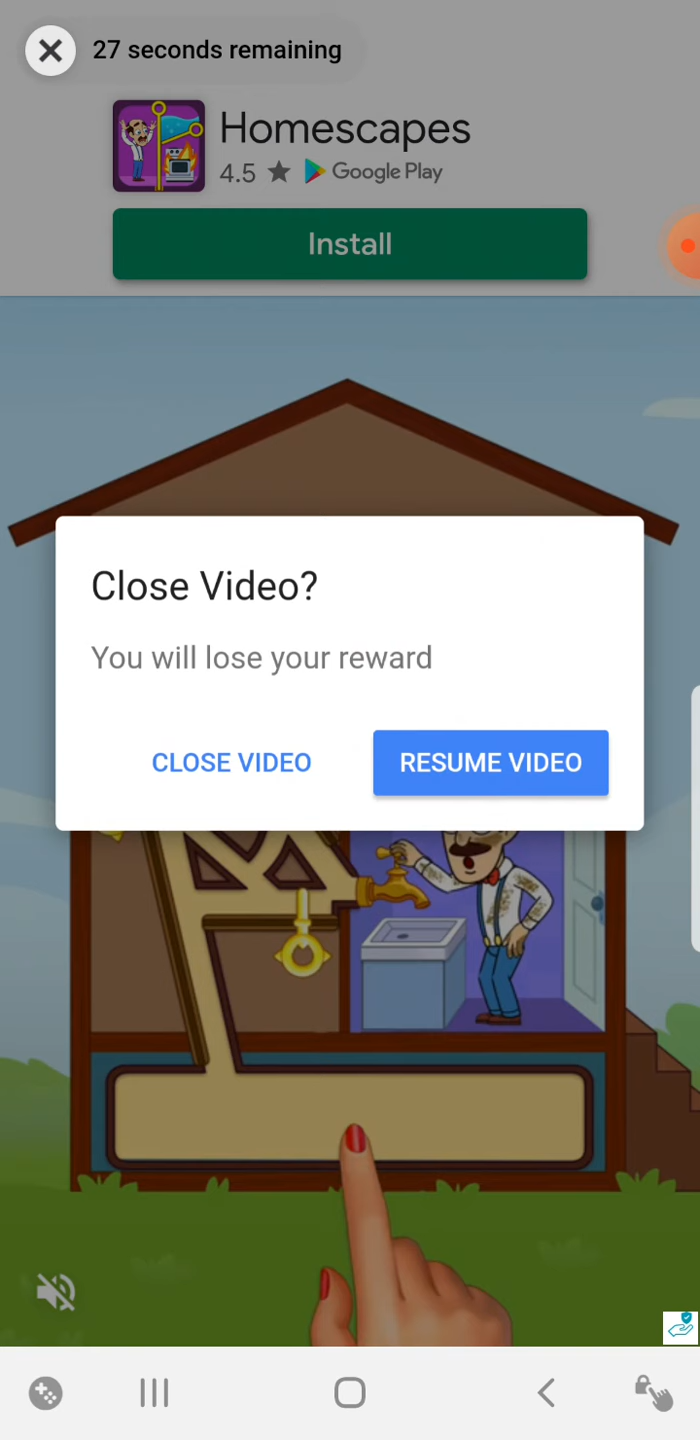 27 seconds remaining
Homescapes
4.5 ★ Google Play
Install
Close Video?
You will lose your reward
CLOSE VIDEO RESUME VIDEO